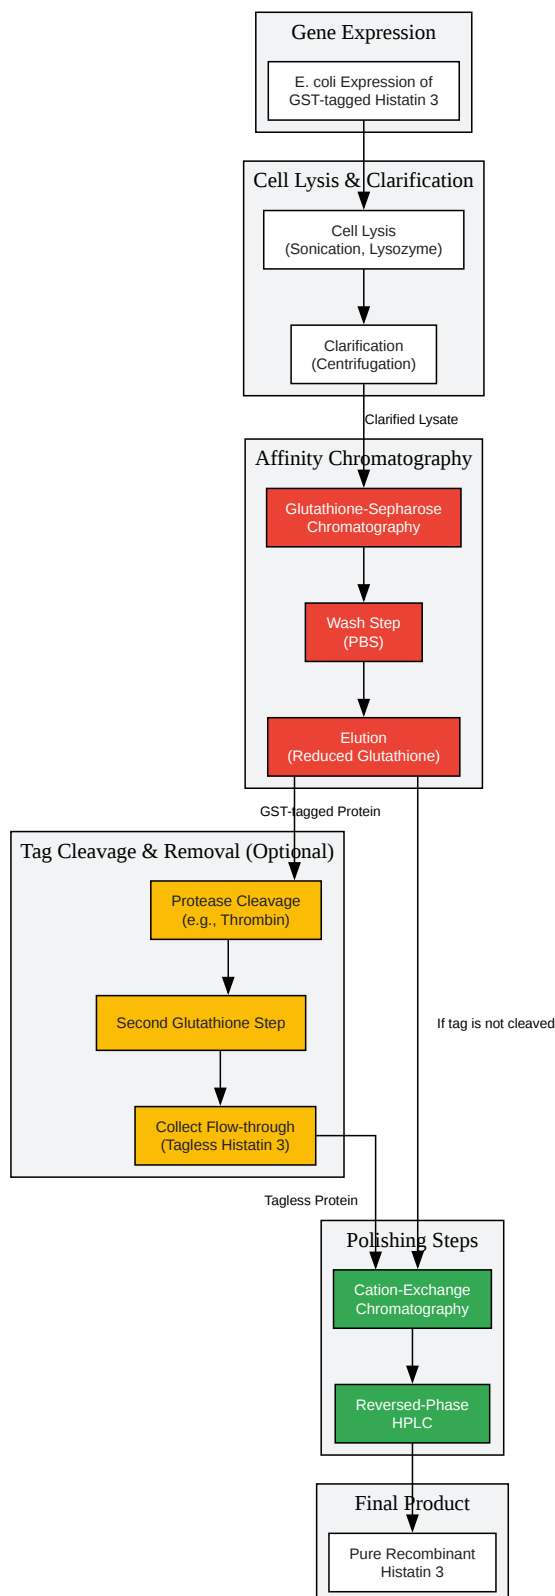 Gene Expression
E. coli Expression of
GST-tagged Histatin 3
Cell Lysis & Clarification
Cell Lysis
(Sonication, Lysozyme)
Clarification
(Centrifugation)
Clarified Lysate
Affinity Chromatography
Glutathione-Sepharose
Chromatography
Wash Step
(PBS)
Elution
(Reduced Glutathione)
GST-tagged Protein
Tag Cleavage & Removal (Optional)
Protease Cleavage
(e.g., Thrombin)
Second Glutathione Step
If tag is not cleaved
Collect Flow-through
(Tagless Histatin 3)
Tagless Protein
Polishing Steps
Cation-Exchange
Chromatography
Reversed-Phase
HPLC
Final Product
Pure Recombinant
Histatin 3